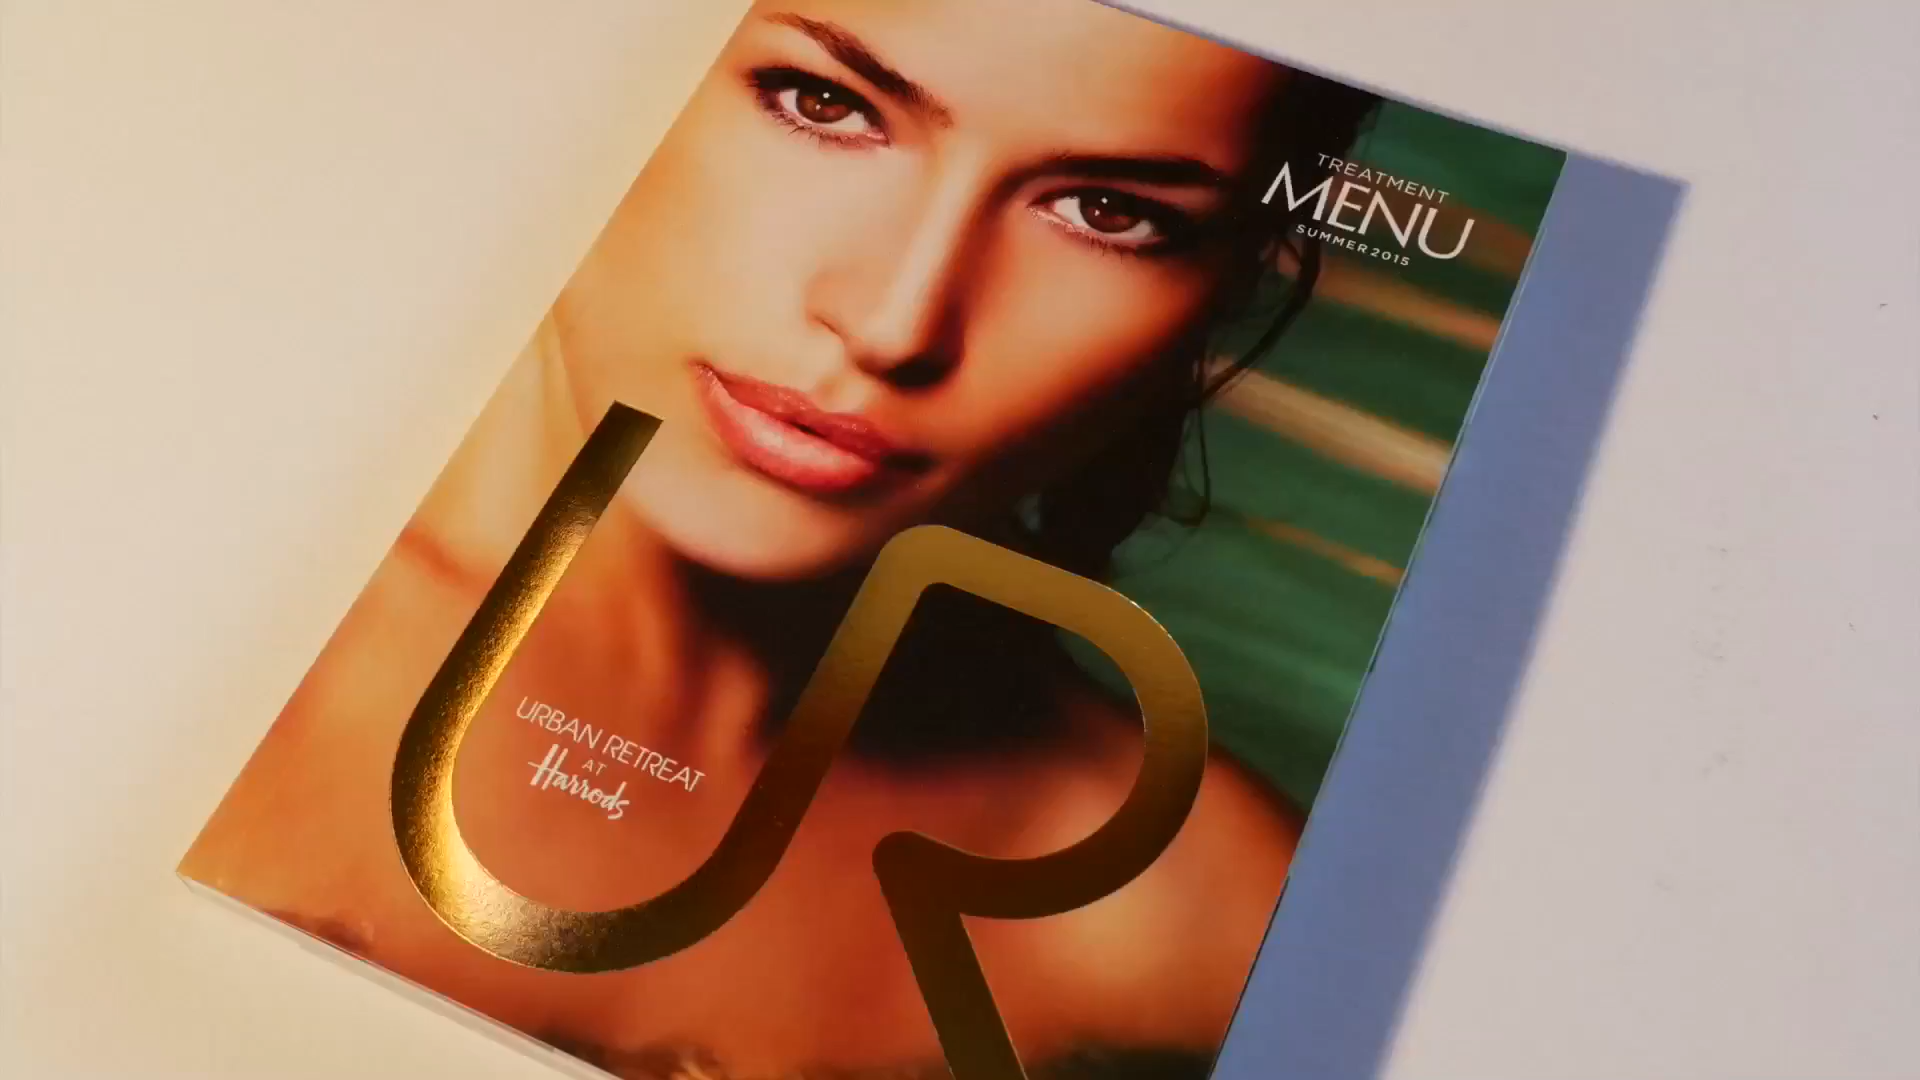 TREATMENT
MENU
SUMMER 2015
UR
URBAN RETREAT
AT
Harrods